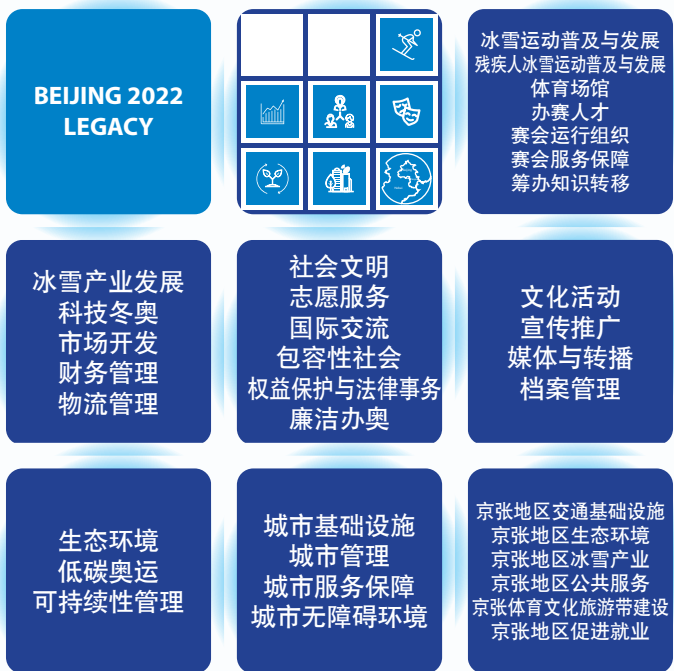 BEIJING 2022
LEGACY
冰雪运动普及与发展
残疾人冰雪运动普及与发展
体育场馆
办赛人才
赛会运行组织
赛会服务保障
筹办知识转移
冰雪产业发展
科技冬奥
市场开发
财务管理
物流管理
社会文明
志愿服务
国际交流
包容性社会
权益保护与法律事务
廉洁办奥
文化活动
宣传推广
媒体与转播
档案管理
生态环境
低碳奥运
可持续性管理
城市基础设施
城市管理
城市服务保障
城市无障碍环境
京张地区交通基础设施
京张地区生态环境
京张地区冰雪产业
京张地区公共服务
京张体育文化旅游带建设
京张地区促进就业